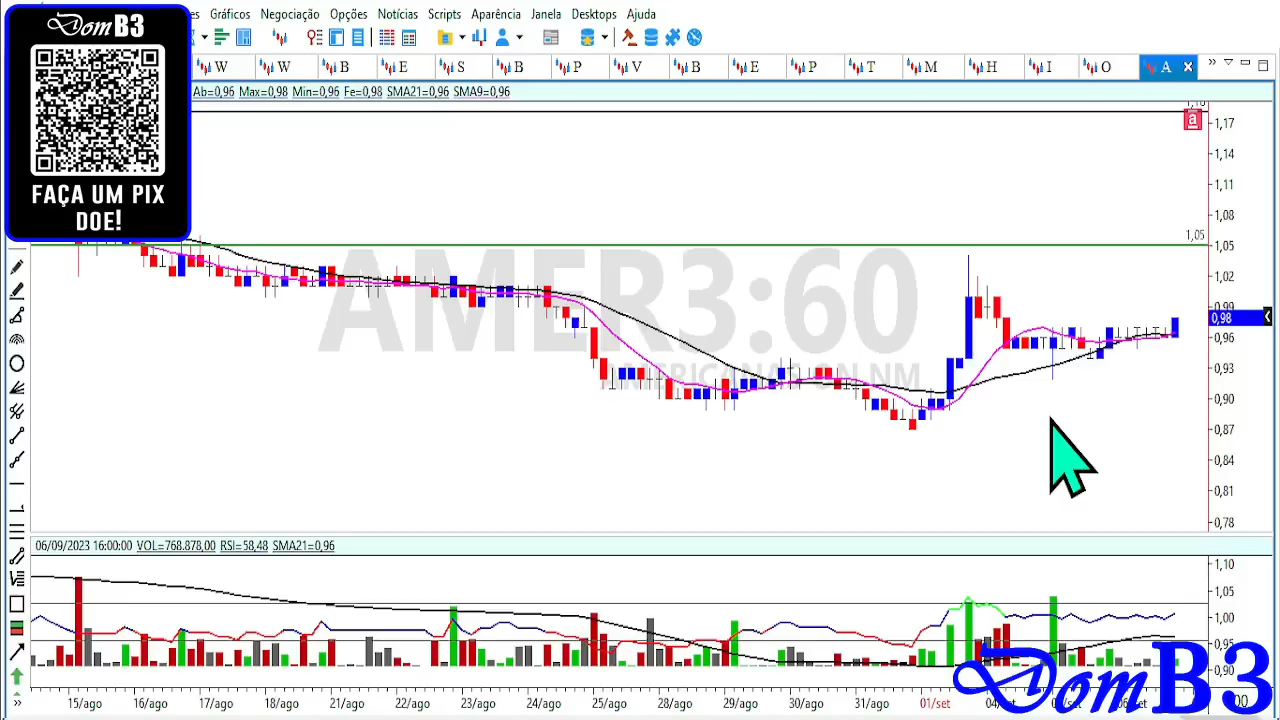 DomB3
FAÇA UM PIX
DOE!
Gráficos Negociação Opções Notícias Scripts Aparência Janela Desktops Ajuda
W W B E S B P V B E P T M H I O A
Ab=0,96 Max=0,98 Min=0,96 Fe=0,98 SMA21=0,96 SMA9=0,96
a
1,17
1,14
1,11
1,08
1,05
1,05
1,02
0,99
0,98
0,96
0,93
0,90
0,87
0,84
0,81
0,78
AMER3:60
AMERICANAS ON NM
06/09/2023 16:00:00 VOL=768.878,00 RSI=58,48 SMA21=0,96
1,10
1,05
1,00
0,95
0,90
15/ago 16/ago 17/ago 18/ago 21/ago 22/ago 23/ago 24/ago 25/ago 28/ago 29/ago 30/ago 31/ago 01/set
DomB3